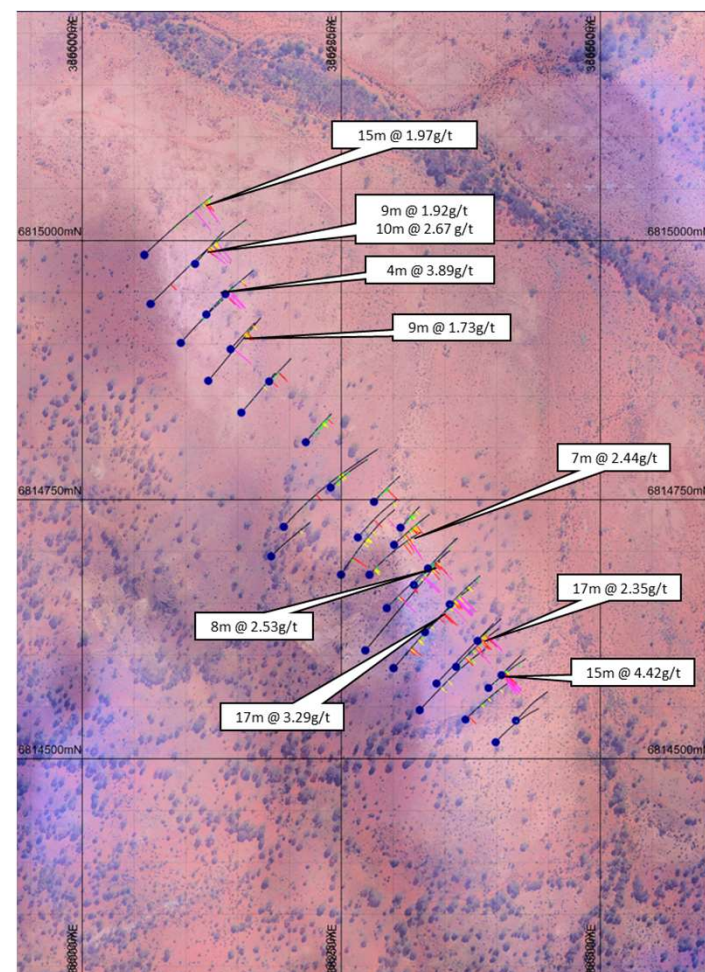 15m @ 1.97g/t
9m @ 1.92g/t
10m @ 2.67 g/t
6815000mN
6815000mN
4m @ 3.89g/t
9m @ 1.73g/t
7m @ 2.44g/t
6814750mN
6814750mN
17m @ 2.35g/t
8m @ 2.53g/t
15m @ 4.42g/t
17m @ 3.29g/t
6814500mN
6814500mN